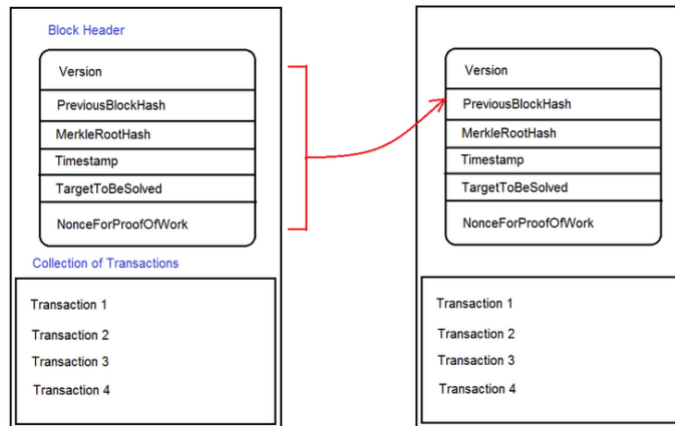 Block Header
Version
PreviousBlockHash
MerkleRootHash
Timestamp
TargetToBeSolved
NonceForProofOfWork
Collection of Transactions
Transaction 1
Transaction 2
Transaction 3
Transaction 4
Version
PreviousBlockHash
MerkleRootHash
Timestamp
TargetToBeSolved
NonceForProofOfWork
Transaction 1
Transaction 2
Transaction 3
Transaction 4